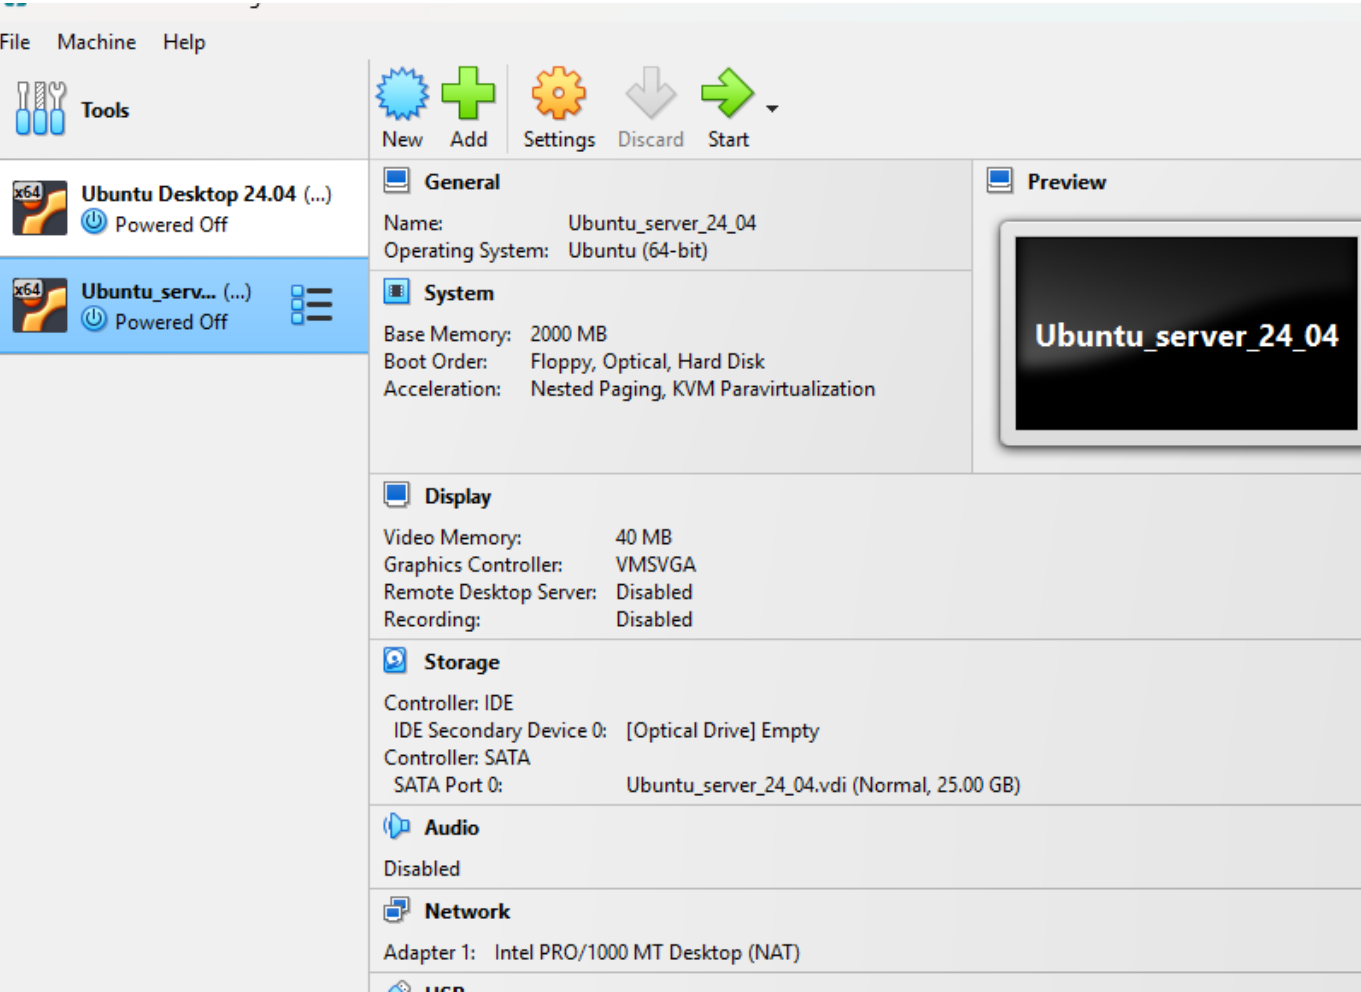 File Machine Help
Tools
New Add Settings Discard Start
x64 Ubuntu Desktop 24.04 (...)
Powered Off
x64 Ubuntu_serv... (...)
Powered Off
General
Name: Ubuntu_server_24_04
Operating System: Ubuntu (64-bit)
System
Base Memory: 2000 MB
Boot Order: Floppy, Optical, Hard Disk
Acceleration: Nested Paging, KVM Paravirtualization
Preview
Ubuntu_server_24_04
Display
Video Memory: 40 MB
Graphics Controller: VMSVGA
Remote Desktop Server: Disabled
Recording: Disabled
Storage
Controller: IDE
IDE Secondary Device 0: [Optical Drive] Empty
Controller: SATA
SATA Port 0: Ubuntu_server_24_04.vdi (Normal, 25.00 GB)
Audio
Disabled
Network
Adapter 1: Intel PRO/1000 MT Desktop (NAT)
USB